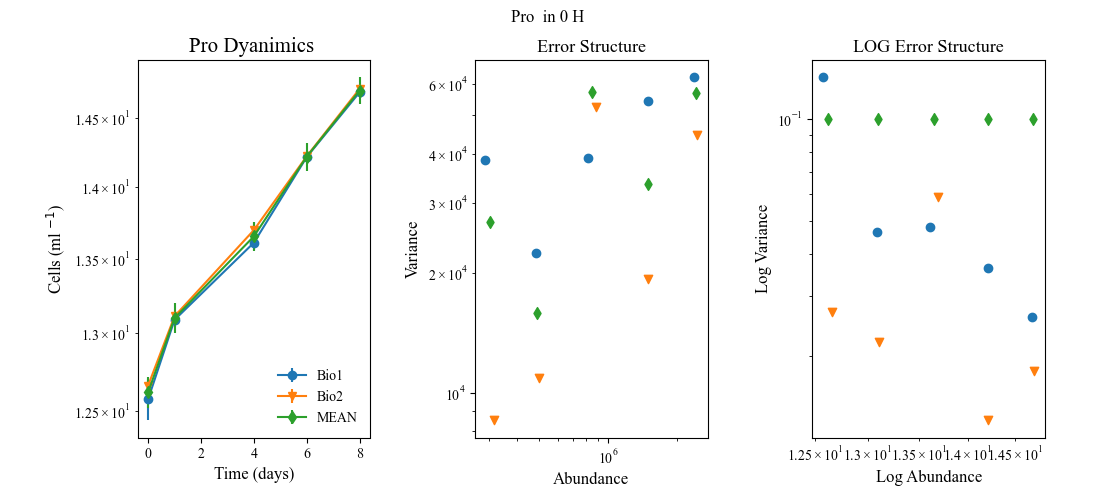 Pro in 0 H
Pro Dyanimics
1.45 × 10¹
1.4 × 10¹
1.35 × 10¹
1.3 × 10¹
1.25 × 10¹
Cells (ml ⁻¹)
0 2 4 6 8
Time (days)
Bio1
Bio2
MEAN
Error Structure
6 × 10⁴
4 × 10⁴
3 × 10⁴
2 × 10⁴
10⁴
Variance
10⁶
Abundance
LOG Error Structure
10⁻¹
Log Variance
1.25 × 10¹ 1.3 × 10¹ 1.35 × 10¹ 1.4 × 10¹ 1.45 × 10¹
Log Abundance